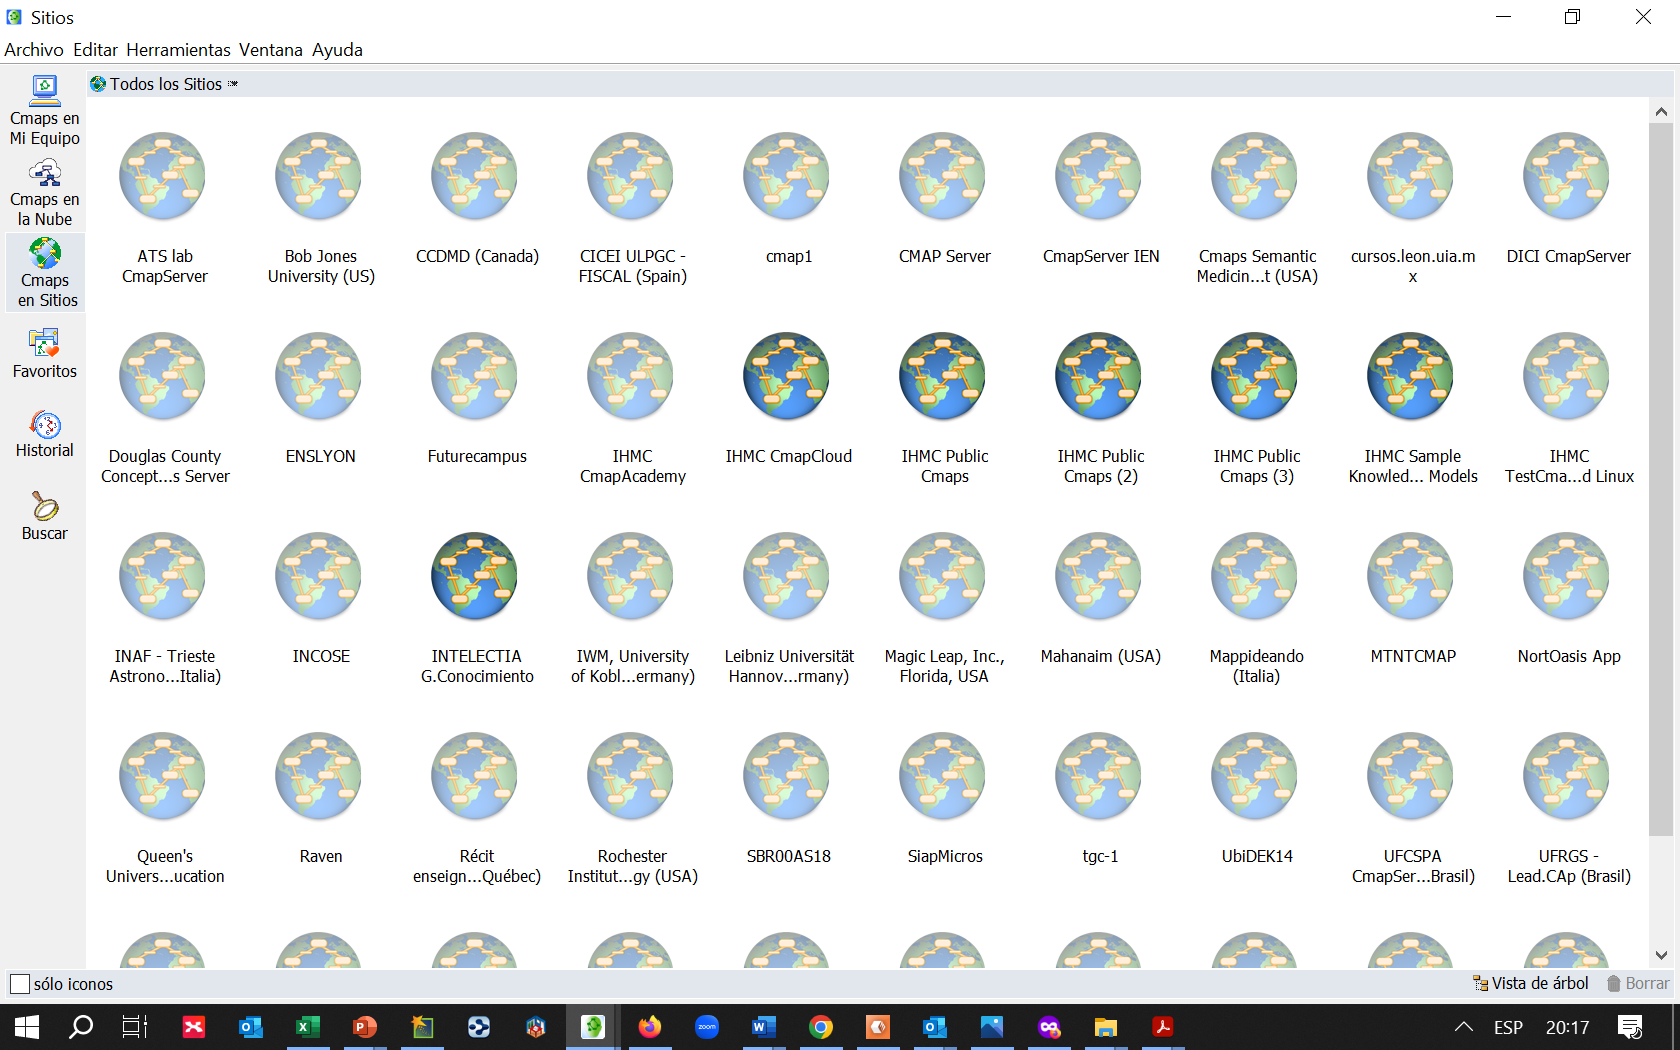 Sitios
Archivo Editar Herramientas Ventana Ayuda
Cmaps en
Mi Equipo
Cmaps en
la Nube
Cmaps
en Sitios
Favoritos
Historial
Buscar
Todos los Sitios
ATS lab
CmapServer
Bob Jones
University (US)
CCDMD (Canada)
CICEI ULPGC -
FISCAL (Spain)
cmap1
CMAP Server
CmapServer IEN
Cmaps Semantic
Medicin...t (USA)
cursos.leon.uia.m
x
DICI CmapServer
Douglas County
Concept...s Server
ENSLYON
Futurecampus
IHMC
CmapAcademy
IHMC CmapCloud
IHMC Public
Cmaps
IHMC Public
Cmaps (2)
IHMC Public
Cmaps (3)
IHMC Sample
Knowled... Models
IHMC
TestCma...d Linux
INAF - Trieste
Astrono...Italia)
INCOSE
INTELECTIA
G.Conocimiento
IWM, University
of Kobl...ermany)
Leibniz Universität
Hannov...rmany)
Magic Leap, Inc.,
Florida, USA
Mahanaim (USA)
Mappideando
(Italia)
MTNTCMAP
NortOasis App
Queen's
Univers...ucation
Raven
Récit
enseign...Québec)
Rochester
Institut...gy (USA)
SBR00AS18
SiapMicros
tgc-1
UbiDEK14
UFCSPA
CmapSer...Brasil)
UFRGS -
Lead.CAp (Brasil)
sólo iconos
Vista de árbol
Borrar
zoom
ESP
20:17